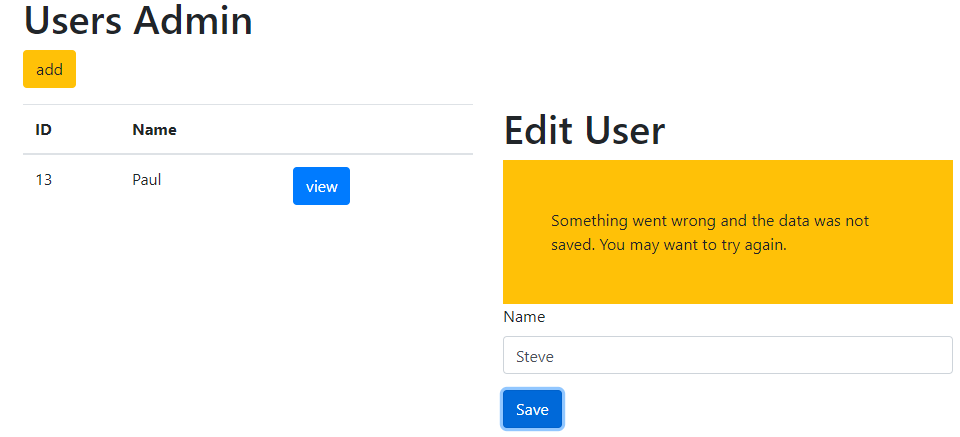 Users Admin
add
ID Name
13 Paul view
Edit User
Something went wrong and the data was not
saved. You may want to try again.
Name
Steve
Save